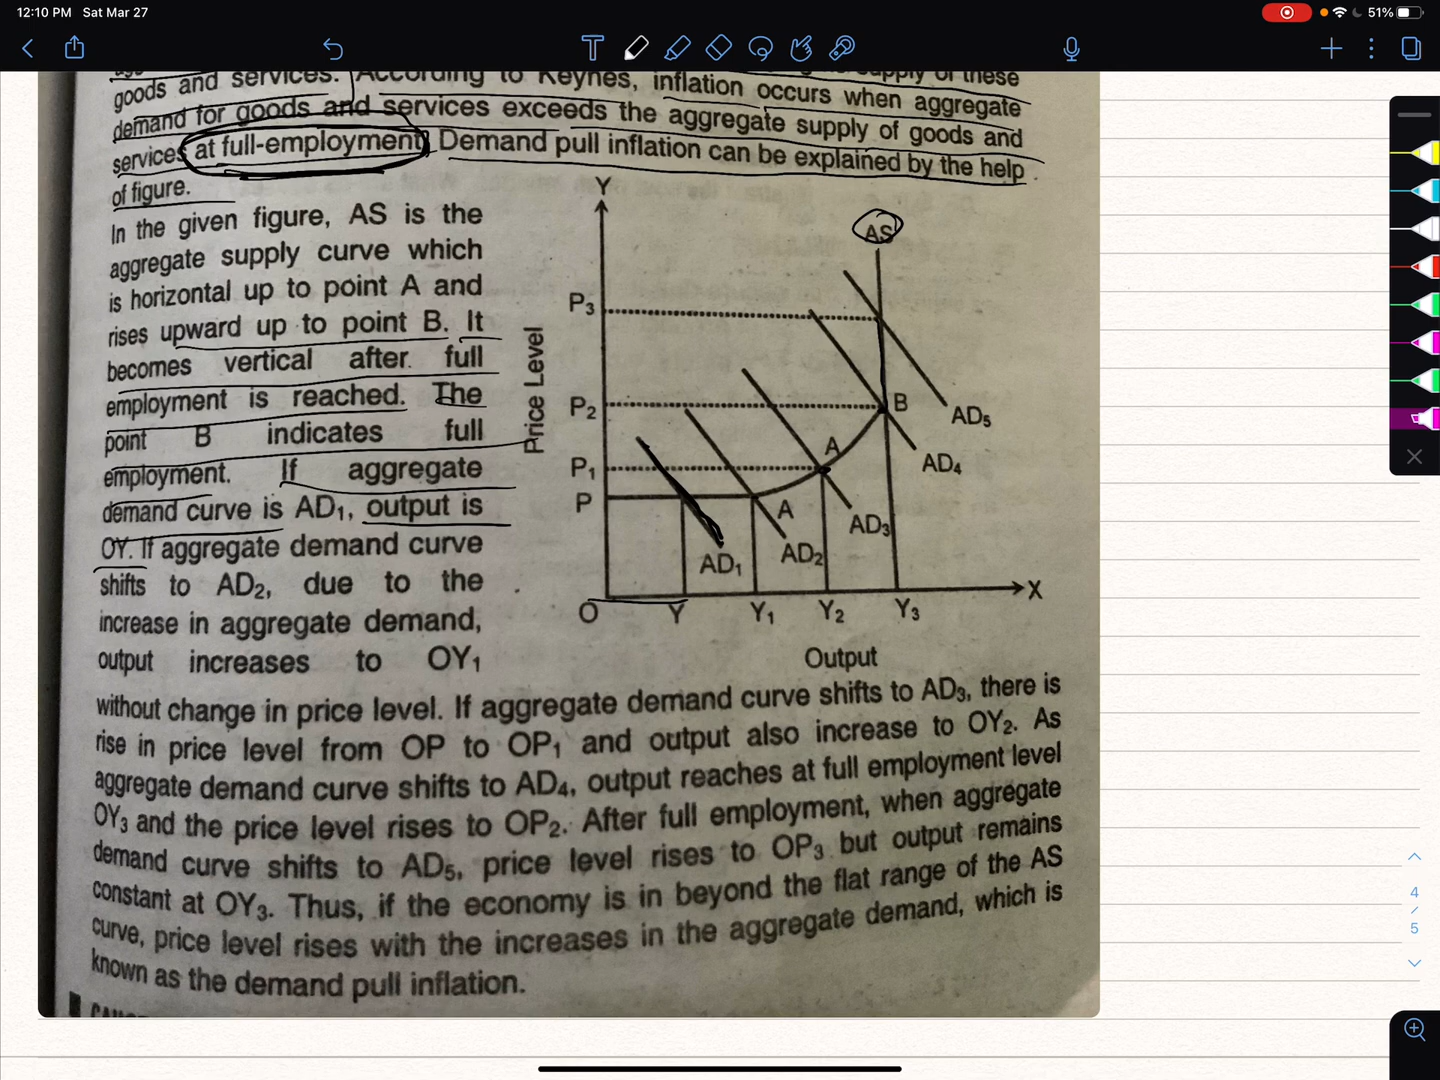 12:10 PM Sat Mar 27
51%
goods and services. According to Keynes, inflation occurs when aggregate
demand for goods and services exceeds the aggregate supply of goods and
services at full-employment. Demand pull inflation can be explained by the help
of figure.
In the given figure, AS is the
aggregate supply curve which
is horizontal up to point A and
rises upward up to point B. It
becomes vertical after full
employment is reached. The
point B indicates full
employment. If aggregate
demand curve is AD₁, output is
OY. If aggregate demand curve
shifts to AD₂, due to the
increase in aggregate demand,
output increases to OY₁
Y
AS
P₃
Price Level
P₂
B
AD₅
A
AD₄
P₁
P
A
AD₃
AD₂
AD₁
X
O
Y
Y₁
Y₂
Y₃
Output
without change in price level. If aggregate demand curve shifts to AD₃, there is
rise in price level from OP to OP₁ and output also increase to OY₂. As
aggregate demand curve shifts to AD₄, output reaches at full employment level
OY₃ and the price level rises to OP₂. After full employment, when aggregate
demand curve shifts to AD₅, price level rises to OP₃ but output remains
constant at OY₃. Thus, if the economy is in beyond the flat range of the AS
curve, price level rises with the increases in the aggregate demand, which is
known as the demand pull inflation.
4
/
5